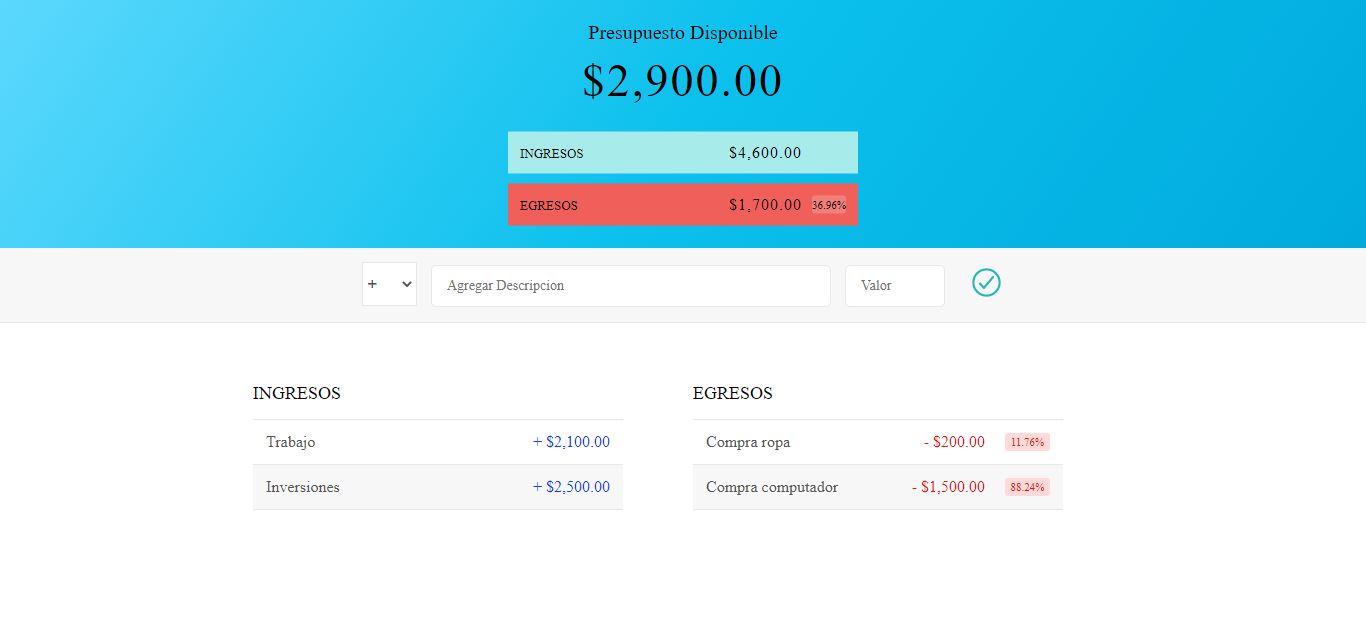 Presupuesto Disponible
$2,900.00
INGRESOS $4,600.00
EGRESOS $1,700.00 36.96%
+ Agregar Descripcion Valor
INGRESOS
Trabajo + $2,100.00
Inversiones + $2,500.00
EGRESOS
Compra ropa - $200.00 11.76%
Compra computador - $1,500.00 88.24%